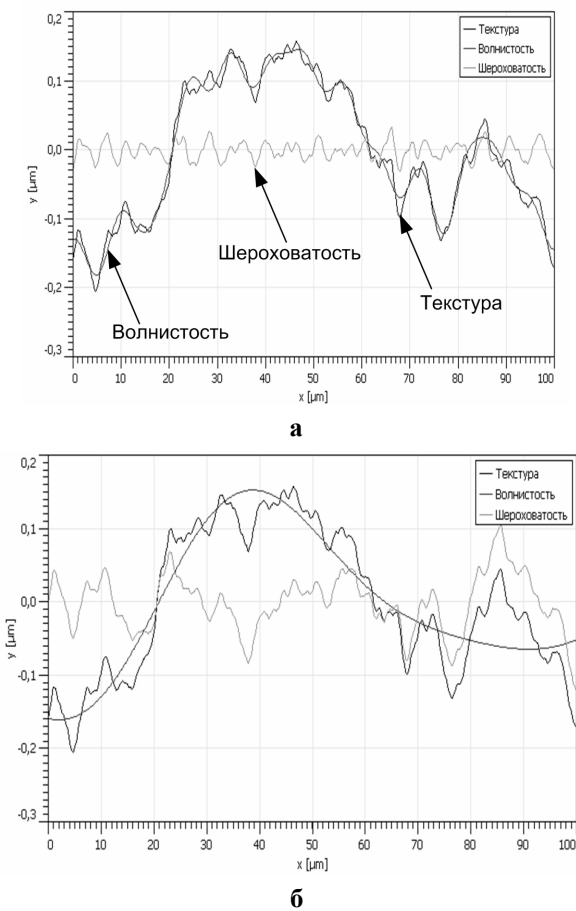 0,2
Текстура
Волнистость
Шероховатость
0,1
0,0
y [µm]
-0,1
Шероховатость
-0,2
Текстура
Волнистость
-0,3
0 10 20 30 40 50 60 70 80 90 100
x [µm]
а
0,2
Текстура
Волнистость
0,1
Шероховатость
0,0
y [µm]
-0,1
-0,2
-0,3
0 10 20 30 40 50 60 70 80 90 100
x [µm]
б